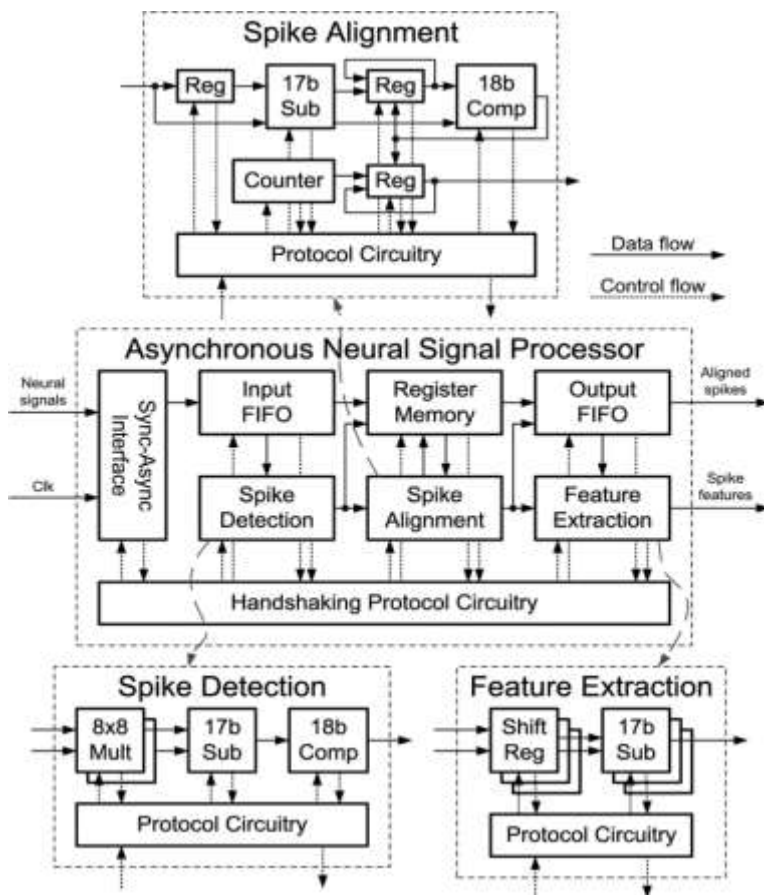 Spike Alignment
Reg
17b
Sub
Reg
18b
Comp
Counter
Reg
Protocol Circuitry
Data flow
Control flow
Asynchronous Neural Signal Processor
Neural
signals
Clk
Sync-Async
Interface
Input
FIFO
Register
Memory
Output
FIFO
Aligned
spikes
Spike
Detection
Spike
Alignment
Feature
Extraction
Spike
features
Handshaking Protocol Circuitry
Spike Detection
8x8
Mult
17b
Sub
18b
Comp
Protocol Circuitry
Feature Extraction
Shift
Reg
17b
Sub
Protocol Circuitry